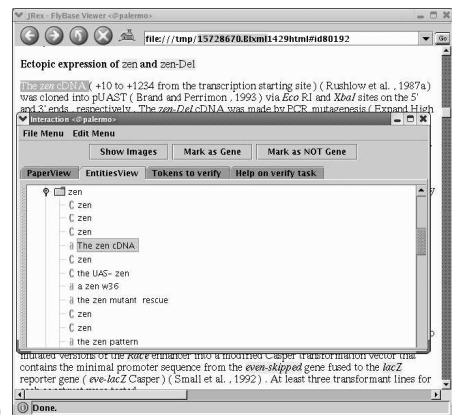 JRex - FlyBase Viewer <@palermo>
file:///tmp/15728670.Blxml1429html#id80192
Go
Ectopic expression of zen and zen-Del
The zen cDNA ( +10 to +1234 from the transcription starting site ) ( Rushlow et al. , 1987a )
was cloned into pUAST ( Brand and Perrimon , 1993 ) via Eco RI and XbaI sites on the 5'
and 3' ends , respectively . The zen-Del cDNA was made by PCR mutagenesis ( Expand High
Interaction <@palermo>
File Menu Edit Menu
Show Images Mark as Gene Mark as NOT Gene
PaperView EntitiesView Tokens to verify Help on verify task
zen
C zen
C zen
C zen
a The zen cDNA
C zen
C the UAS- zen
a a zen w36
a the zen mutant rescue
C zen
C zen
a the zen pattern
mutated versions of the Race enhancer into a modified Casper transformation vector that
contains the minimal promoter sequence from the even-skipped gene fused to the lacZ
reporter gene ( eve-lacZ Casper ) ( Small et al. , 1992 ) . At least three transformant lines for
Done.